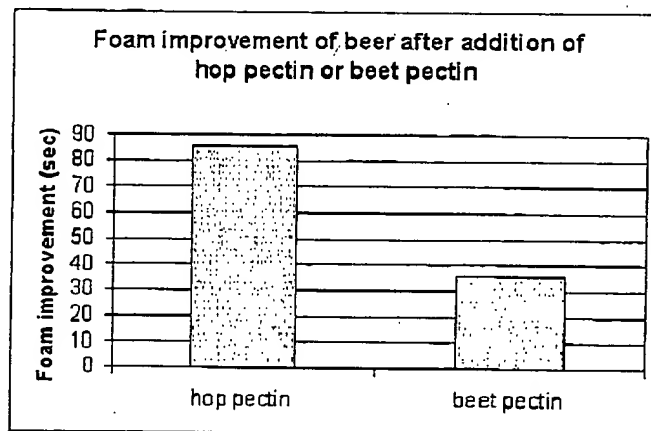 Foam improvement of beer after addition of
hop pectin or beet pectin
Foam improvement (sec)
90
80
70
60
50
40
30
20
10
0
hop pectin
beet pectin